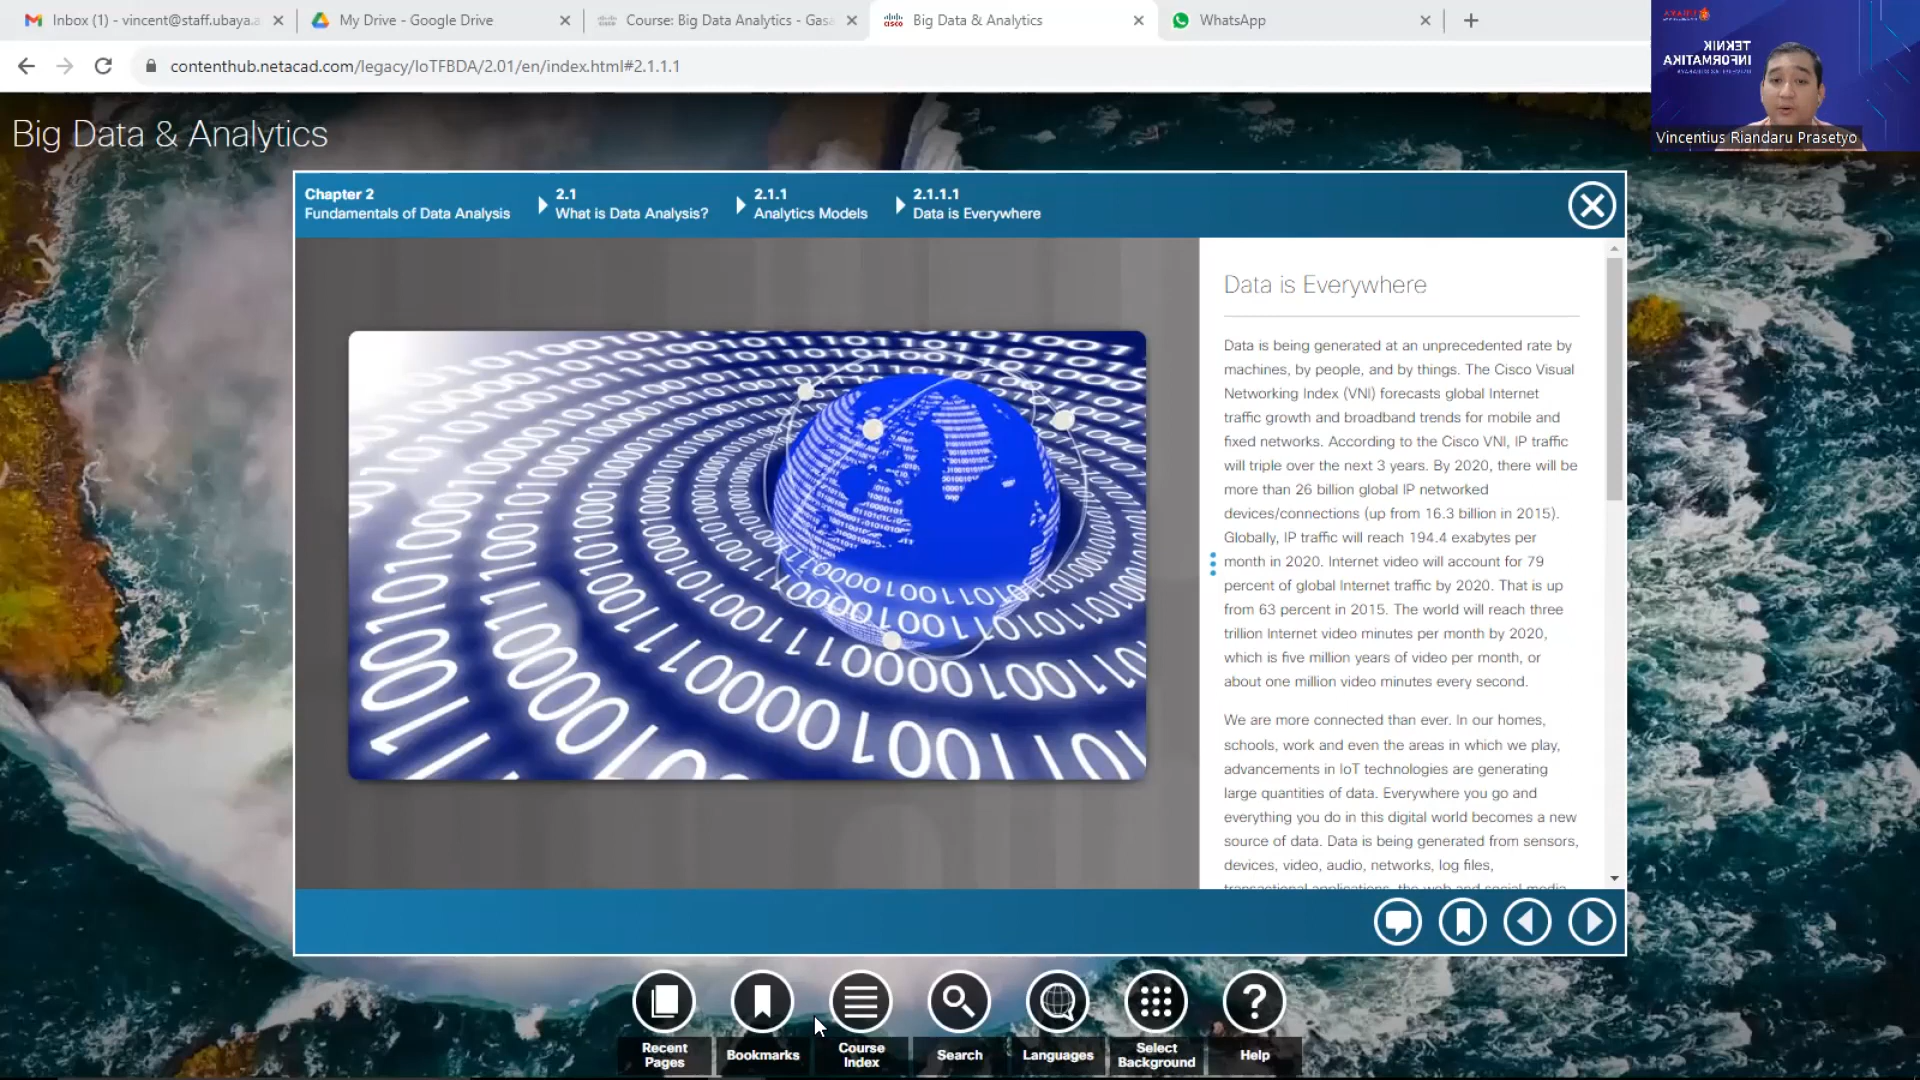 Inbox (1) - vincent@staff.ubaya.a
My Drive - Google Drive
Course: Big Data Analytics - Gasa
Big Data & Analytics
WhatsApp
contenthub.netacad.com/legacy/IoTFBDA/2.01/en/index.html#2.1.1.1
TEKNIK
INFORMATIKA
Vincentius Riandaru Prasetyo
Big Data & Analytics
Chapter 2
Fundamentals of Data Analysis
2.1
What is Data Analysis?
2.1.1
Analytics Models
2.1.1.1
Data is Everywhere
Data is Everywhere
Data is being generated at an unprecedented rate by
machines, by people, and by things. The Cisco Visual
Networking Index (VNI) forecasts global Internet
traffic growth and broadband trends for mobile and
fixed networks. According to the Cisco VNI, IP traffic
will triple over the next 3 years. By 2020, there will be
more than 26 billion global IP networked
devices/connections (up from 16.3 billion in 2015).
Globally, IP traffic will reach 194.4 exabytes per
month in 2020. Internet video will account for 79
percent of global Internet traffic by 2020. That is up
from 63 percent in 2015. The world will reach three
trillion Internet video minutes per month by 2020,
which is five million years of video per month, or
about one million video minutes every second.
We are more connected than ever. In our homes,
schools, work and even the areas in which we play,
advancements in IoT technologies are generating
large quantities of data. Everywhere you go and
everything you do in this digital world becomes a new
source of data. Data is being generated from sensors,
devices, video, audio, networks, log files,
transactional applications, the web and social media
Recent
Pages
Bookmarks
Course
Index
Search
Languages
Select
Background
Help